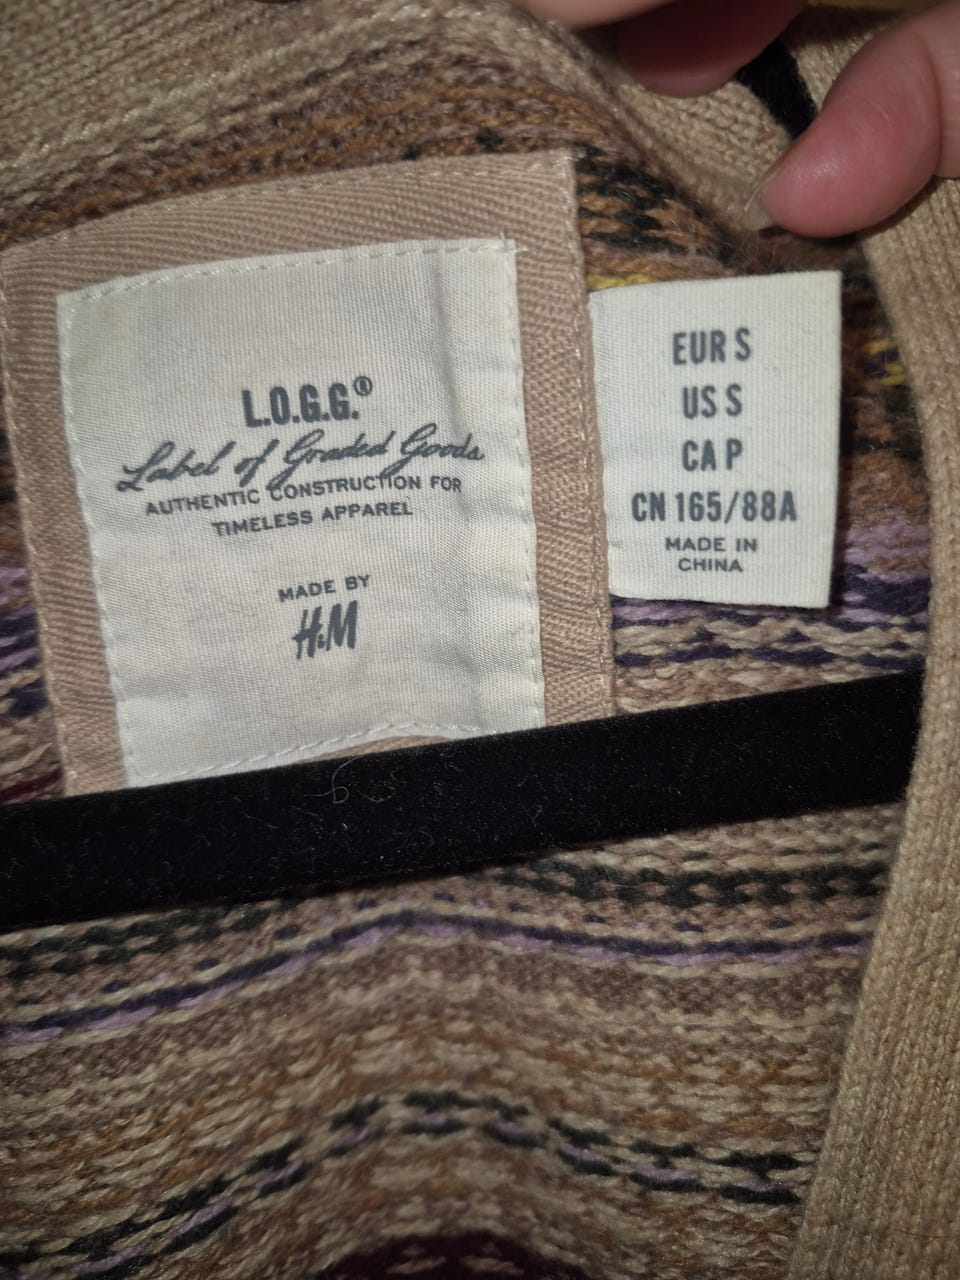 L.O.G.G.®
Label of Graded Goods
AUTHENTIC CONSTRUCTION FOR
TIMELESS APPAREL
MADE BY
H&M
EUR S
US S
CA P
CN 165/88A
MADE IN
CHINA